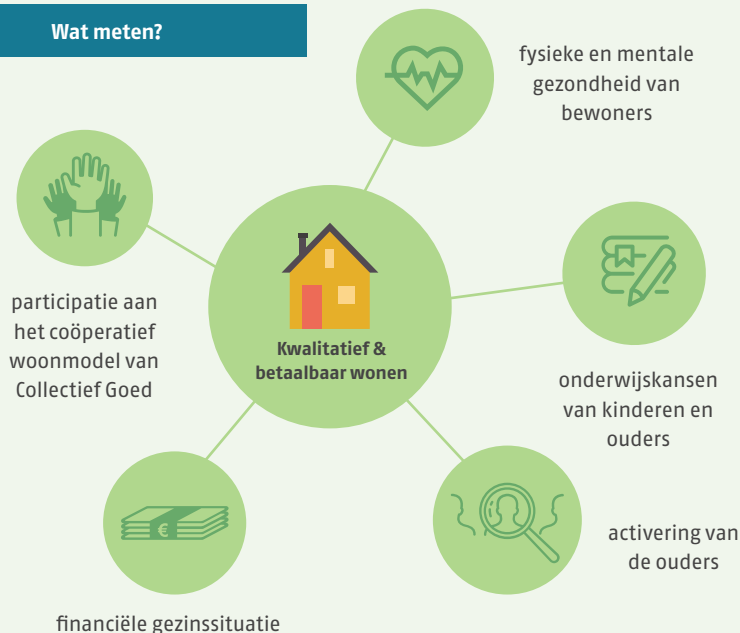 Wat meten?
fysieke en mentale
gezondheid van
bewoners
participatie aan
het coöperatief
woonmodel van
Collectief Goed
Kwalitatief &
betaalbaar wonen
onderwijskansen
van kinderen en
ouders
€
activering van
de ouders
financiële gezinssituatie